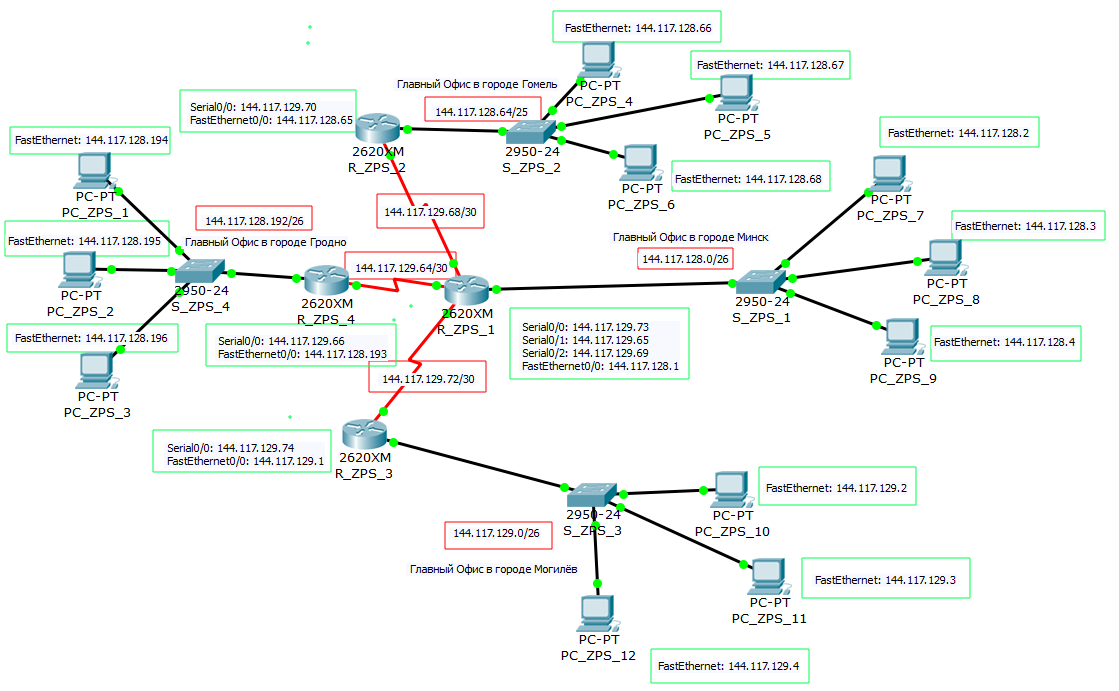 FastEthernet: 144.117.128.66
PC-PT
PC_ZPS_4
FastEthernet: 144.117.128.67
PC-PT
PC_ZPS_5
Главный Офис в городе Гомель
144.117.128.64/25
Serial0/0: 144.117.129.70
FastEthernet0/0: 144.117.128.65
2620XM
R_ZPS_2
2950-24
S_ZPS_2
FastEthernet: 144.117.128.68
PC-PT
PC_ZPS_6
FastEthernet: 144.117.128.2
PC-PT
PC_ZPS_7
FastEthernet: 144.117.128.194
PC-PT
PC_ZPS_1
144.117.128.192/26
144.117.129.68/30
FastEthernet: 144.117.128.3
PC-PT
PC_ZPS_8
FastEthernet: 144.117.128.195
PC-PT
PC_ZPS_2
Главный Офис в городе Гродно
Главный Офис в городе Минск
144.117.128.0/26
144.117.129.64/30
2950-24
S_ZPS_4
2620XM
R_ZPS_4
2620XM
R_ZPS_1
2950-24
S_ZPS_1
FastEthernet: 144.117.128.196
PC-PT
PC_ZPS_3
Serial0/0: 144.117.129.66
FastEthernet0/0: 144.117.128.193
Serial0/0: 144.117.129.73
Serial0/1: 144.117.129.65
Serial0/2: 144.117.129.69
FastEthernet0/0: 144.117.128.1
FastEthernet: 144.117.128.4
PC-PT
PC_ZPS_9
144.117.129.72/30
Serial0/0: 144.117.129.74
FastEthernet0/0: 144.117.129.1
2620XM
R_ZPS_3
2950-24
S_ZPS_3
FastEthernet: 144.117.129.2
PC-PT
PC_ZPS_10
144.117.129.0/26
Главный Офис в городе Могилёв
FastEthernet: 144.117.129.3
PC-PT
PC_ZPS_11
PC-PT
PC_ZPS_12
FastEthernet: 144.117.129.4